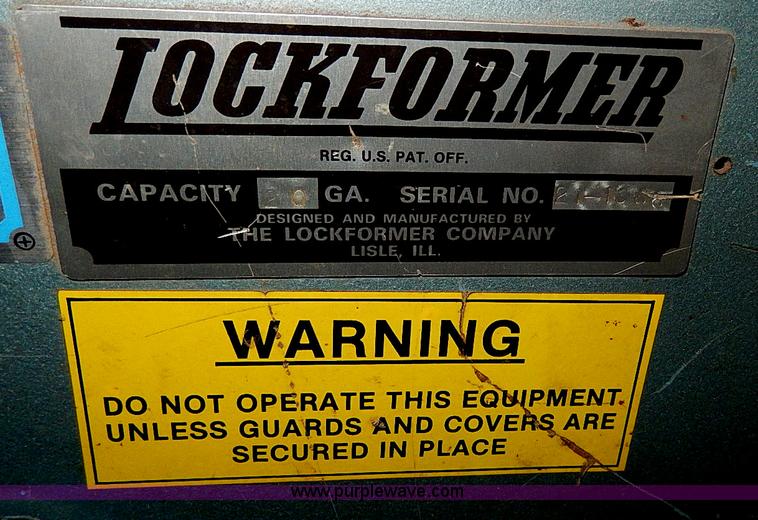 LOCKFORMER
REG. U.S. PAT. OFF.
CAPACITY 20 GA. SERIAL NO.
DESIGNED AND MANUFACTURED BY
THE LOCKFORMER COMPANY
LISLE, ILL.
WARNING
DO NOT OPERATE THIS EQUIPMENT
UNLESS GUARDS AND COVERS ARE
SECURED IN PLACE
www.purplewave.com